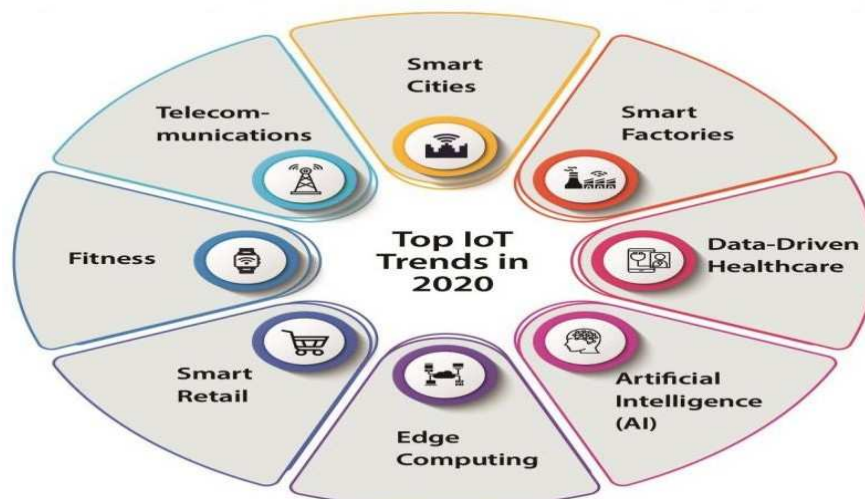 Top IoT
Trends in
2020
Smart
Cities
Smart
Factories
Data-Driven
Healthcare
Artificial
Intelligence
(AI)
Edge
Computing
Smart
Retail
Fitness
Telecom-
munications